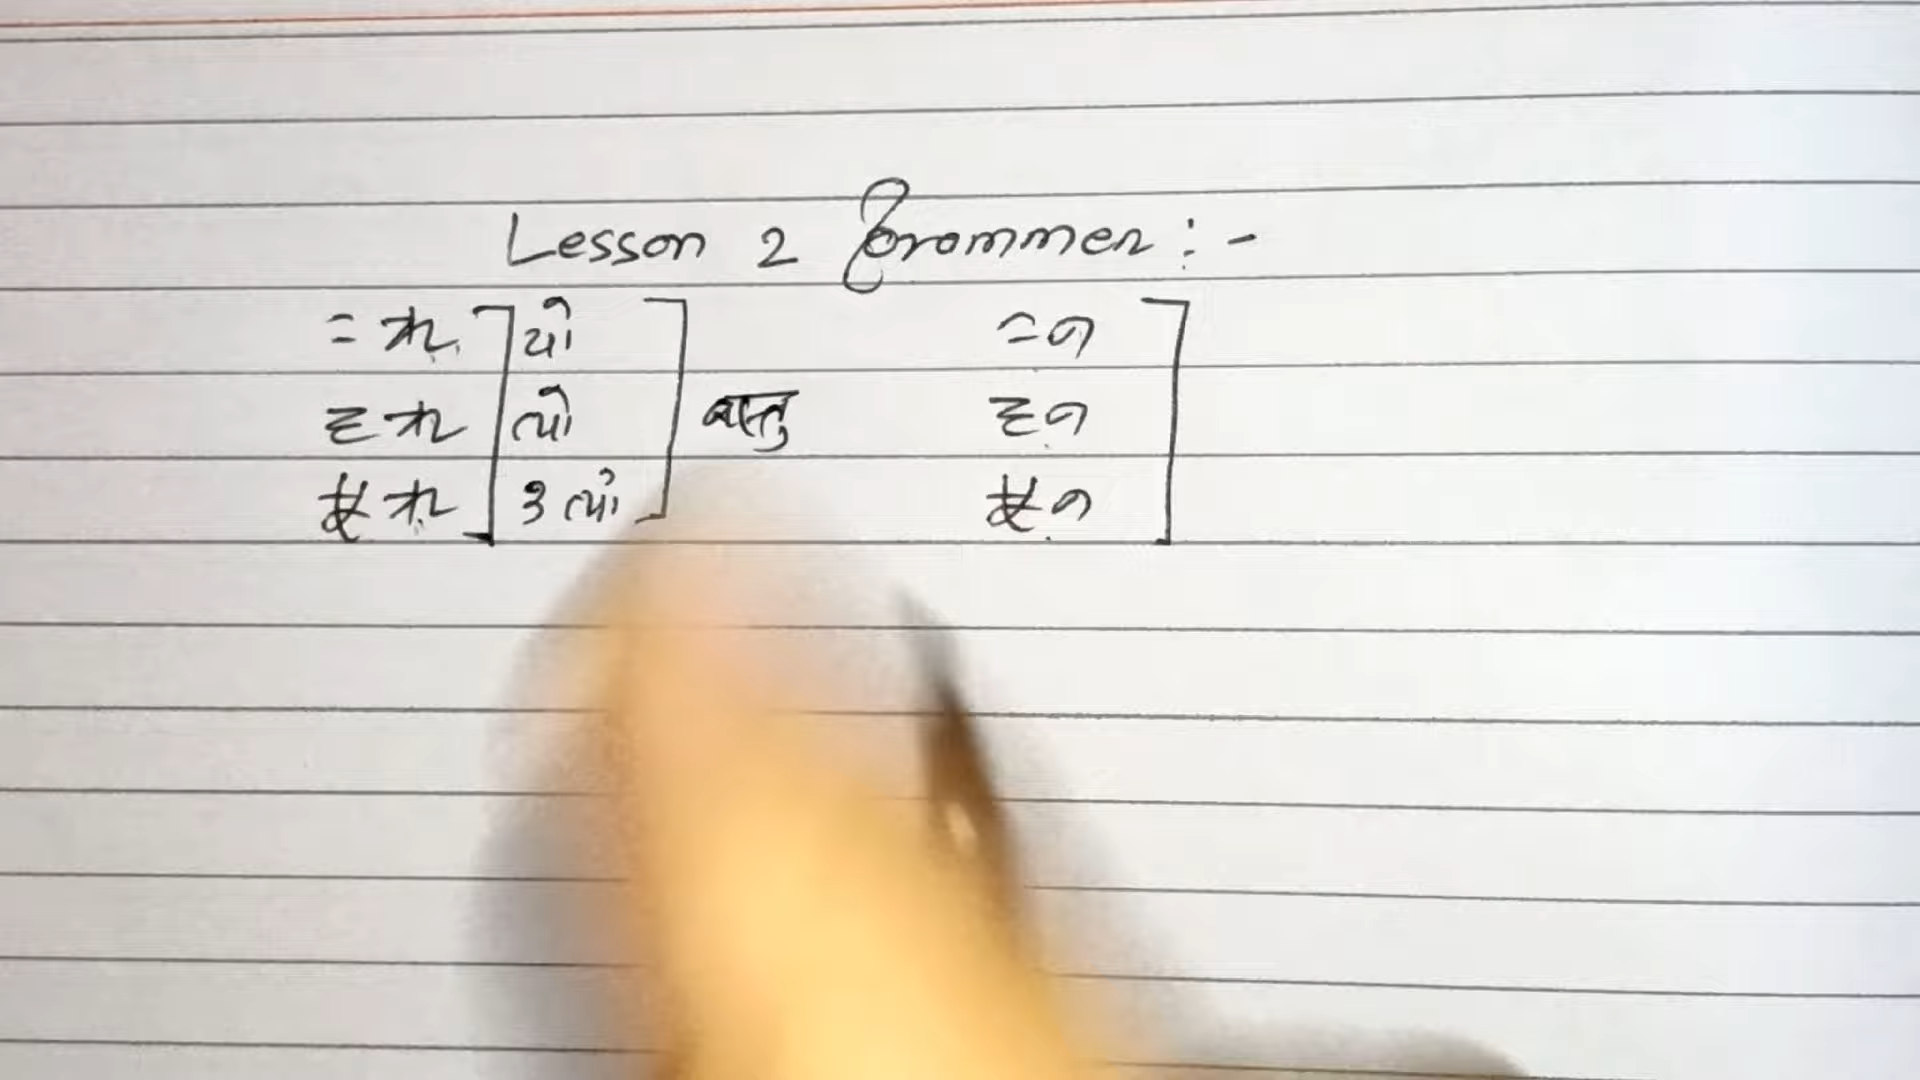 Lesson 2 Grammer :-
これ ] यो ] この ]
それ त्यो वस्तु その
あれ उ त्यो あの